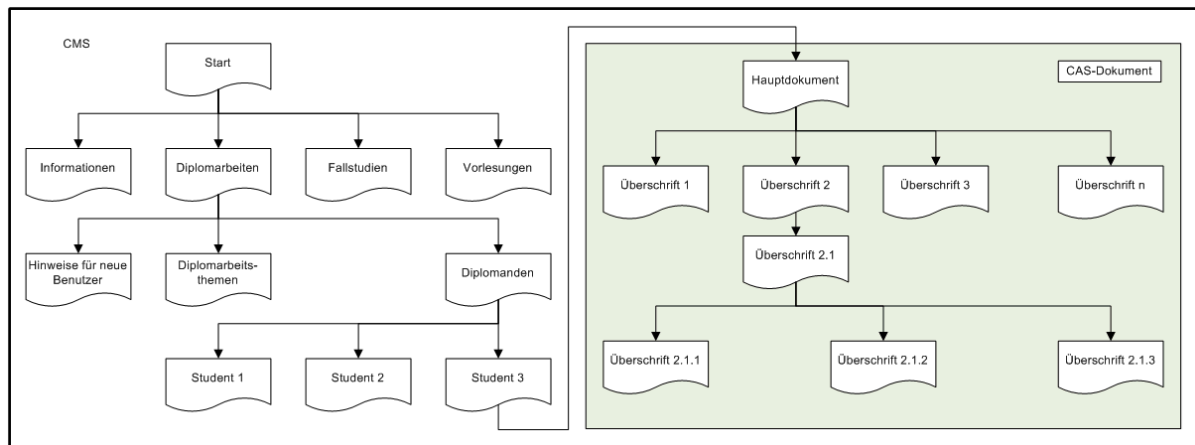 CMS
Start
Informationen
Diplomarbeiten
Fallstudien
Vorlesungen
Hinweise für neue
Benutzer
Diplomarbeits-
themen
Diplomanden
Student 1
Student 2
Student 3
CAS-Dokument
Hauptdokument
Überschrift 1
Überschrift 2
Überschrift 3
Überschrift n
Überschrift 2.1
Überschrift 2.1.1
Überschrift 2.1.2
Überschrift 2.1.3